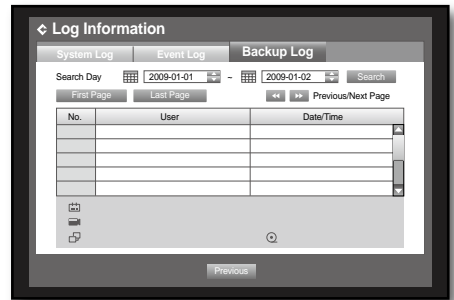 Log Information
System Log Event Log Backup Log
Search Day 2009-01-01 ~ 2009-01-02 Search
First Page Last Page Previous/Next Page
No. User Date/Time
Previous